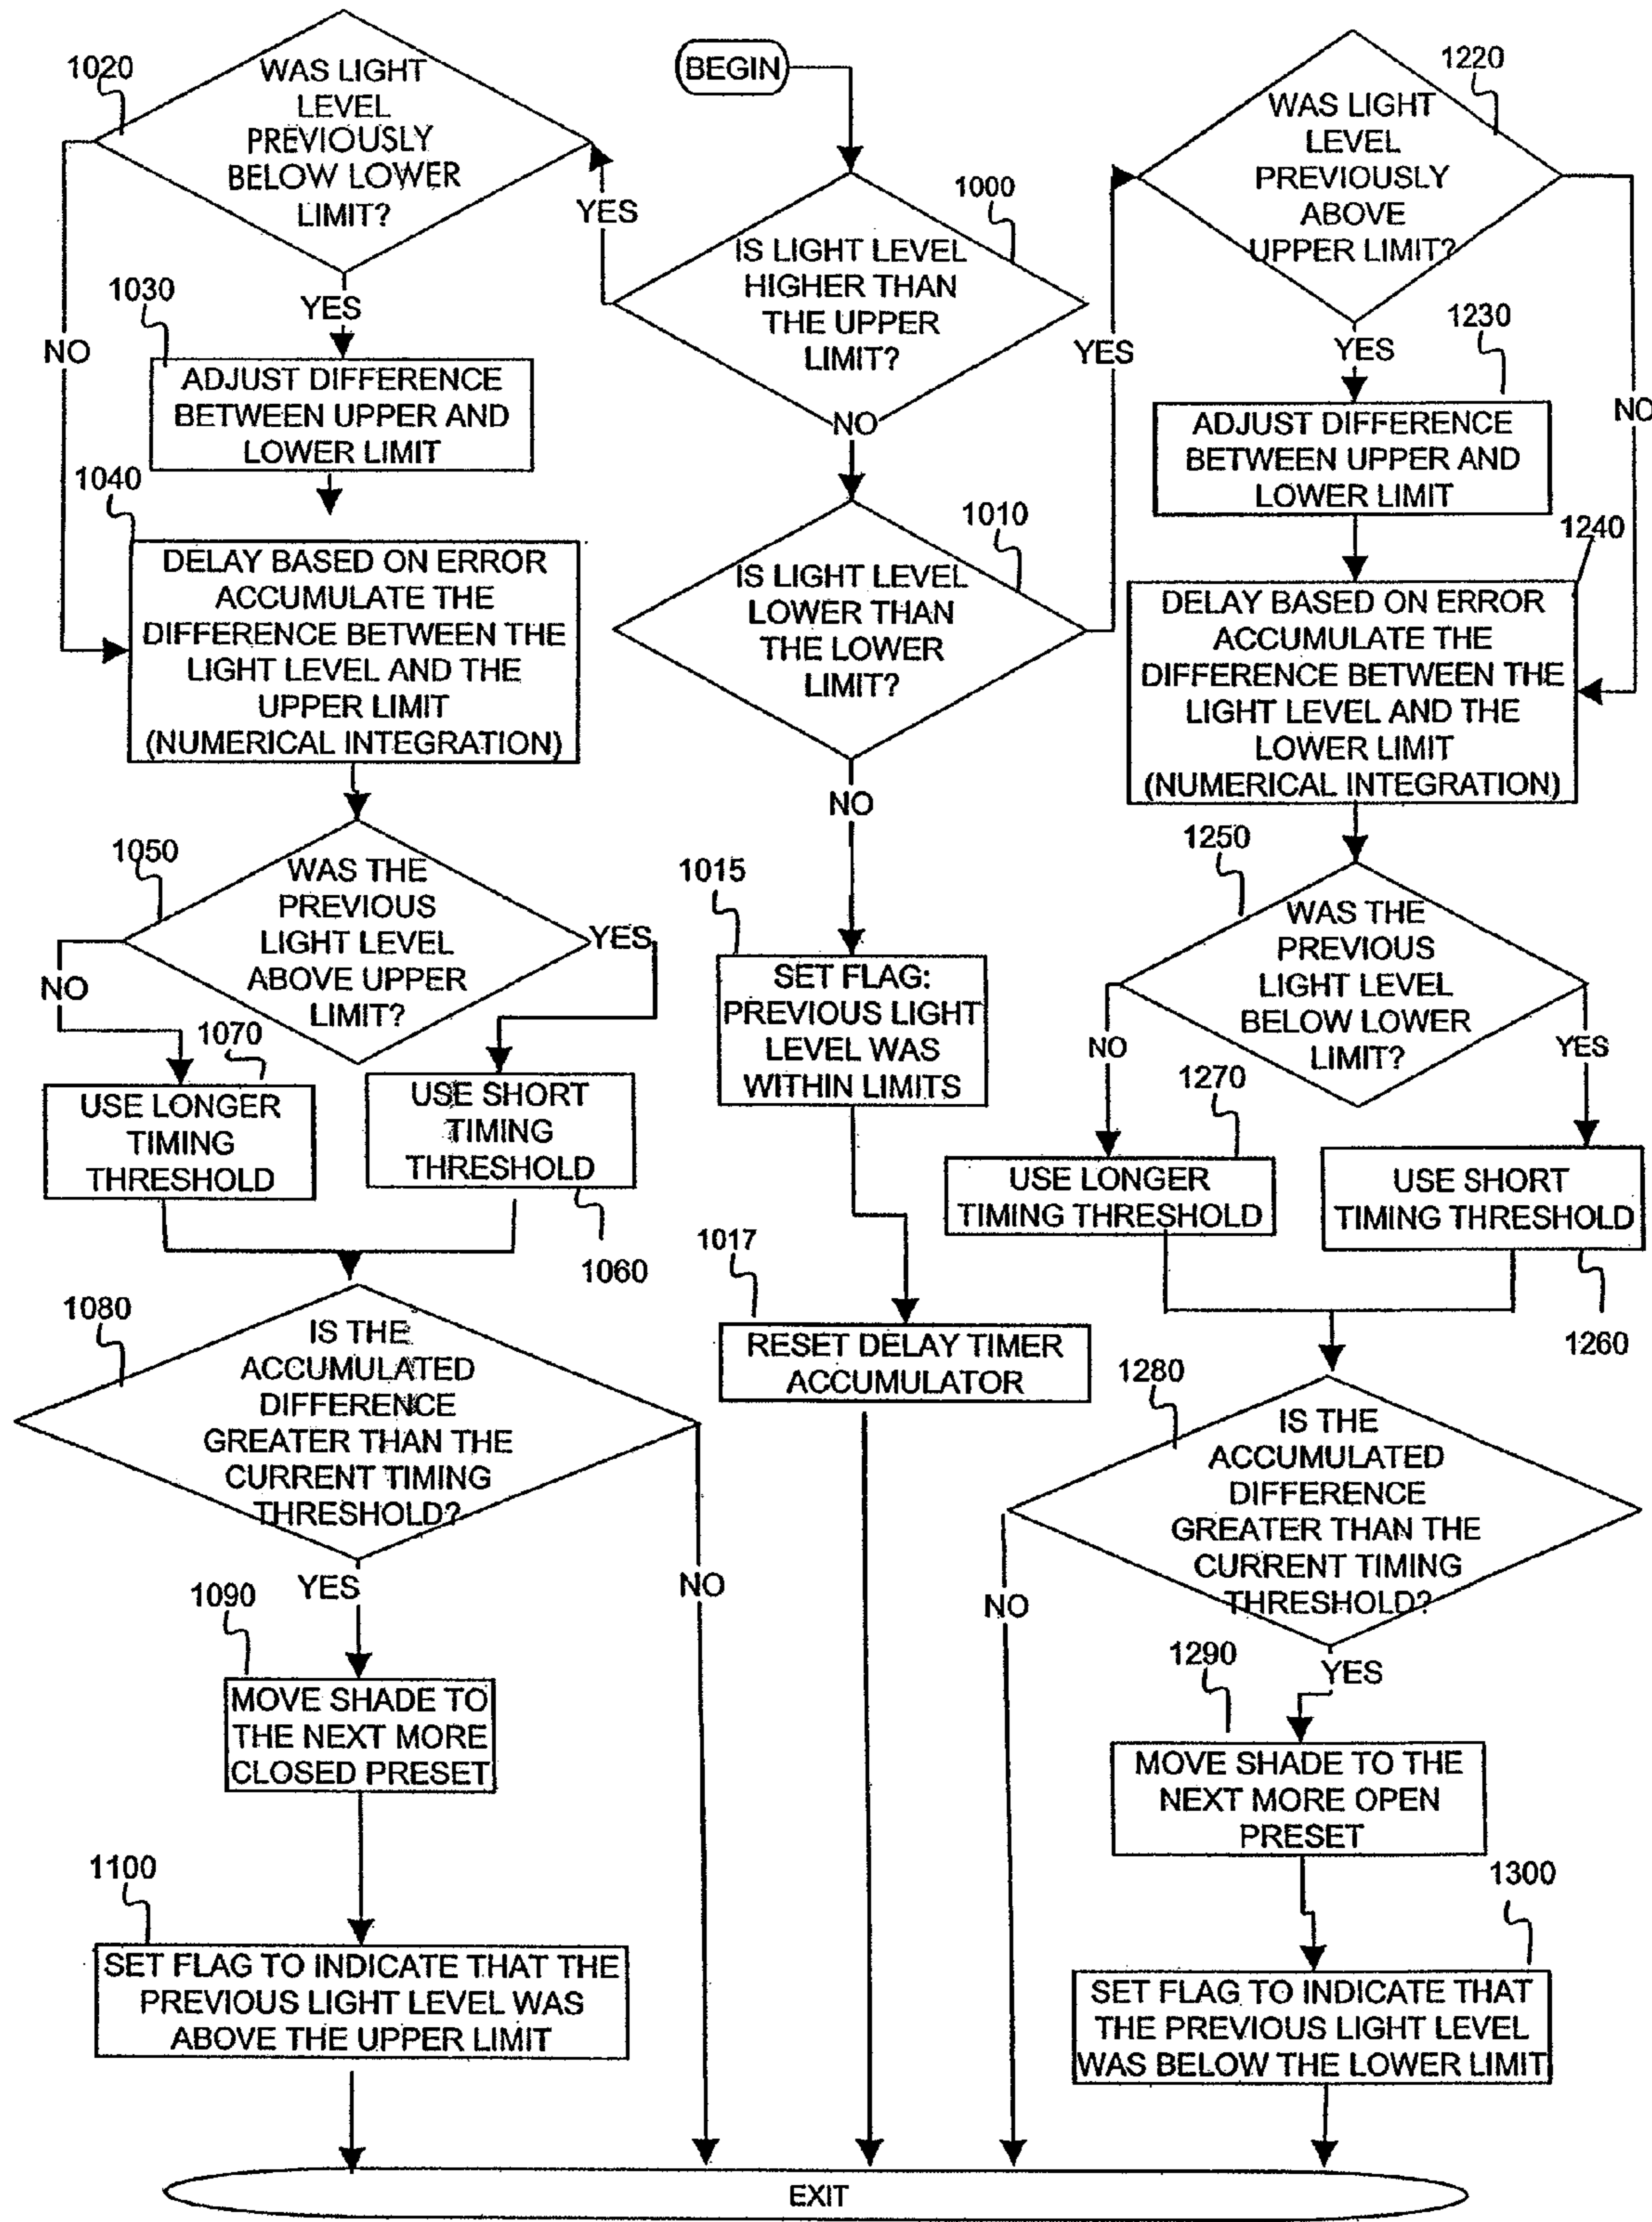 BEGIN
1000
IS LIGHT LEVEL
HIGHER THAN
THE UPPER
LIMIT?
YES
NO
1020
WAS LIGHT
LEVEL
PREVIOUSLY
BELOW LOWER
LIMIT?
YES
NO
1030
ADJUST DIFFERENCE
BETWEEN UPPER AND
LOWER LIMIT
1040
DELAY BASED ON ERROR
ACCUMULATE THE
DIFFERENCE BETWEEN THE
LIGHT LEVEL AND THE
UPPER LIMIT
(NUMERICAL INTEGRATION)
1050
WAS THE
PREVIOUS
LIGHT LEVEL
ABOVE UPPER
LIMIT?
NO
YES
1070
USE LONGER
TIMING
THRESHOLD
USE SHORT
TIMING
THRESHOLD
1060
1080
IS THE
ACCUMULATED
DIFFERENCE
GREATER THAN THE
CURRENT TIMING
THRESHOLD?
YES
NO
1090
MOVE SHADE TO
THE NEXT MORE
CLOSED PRESET
1100
SET FLAG TO INDICATE THAT THE
PREVIOUS LIGHT LEVEL WAS
ABOVE THE UPPER LIMIT
1010
IS LIGHT LEVEL
LOWER THAN
THE LOWER
LIMIT?
YES
NO
1015
SET FLAG:
PREVIOUS LIGHT
LEVEL WAS
WITHIN LIMITS
1017
RESET DELAY TIMER
ACCUMULATOR
1220
WAS LIGHT
LEVEL
PREVIOUSLY
ABOVE
UPPER LIMIT?
YES
NO
1230
ADJUST DIFFERENCE
BETWEEN UPPER AND
LOWER LIMIT
1240
DELAY BASED ON ERROR
ACCUMULATE THE
DIFFERENCE BETWEEN THE
LIGHT LEVEL AND THE
LOWER LIMIT
(NUMERICAL INTEGRATION)
1250
WAS THE
PREVIOUS
LIGHT LEVEL
BELOW LOWER
LIMIT?
NO
YES
1270
USE LONGER
TIMING THRESHOLD
USE SHORT
TIMING THRESHOLD
1260
1280
IS THE
ACCUMULATED
DIFFERENCE
GREATER THAN THE
CURRENT TIMING
THRESHOLD?
NO
YES
1290
MOVE SHADE TO THE
NEXT MORE OPEN
PRESET
1300
SET FLAG TO INDICATE THAT
THE PREVIOUS LIGHT LEVEL
WAS BELOW THE LOWER LIMIT
EXIT